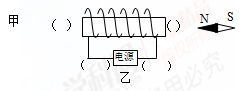 甲 （ ） （ ） N S
电源
（ ） 乙 （ ）